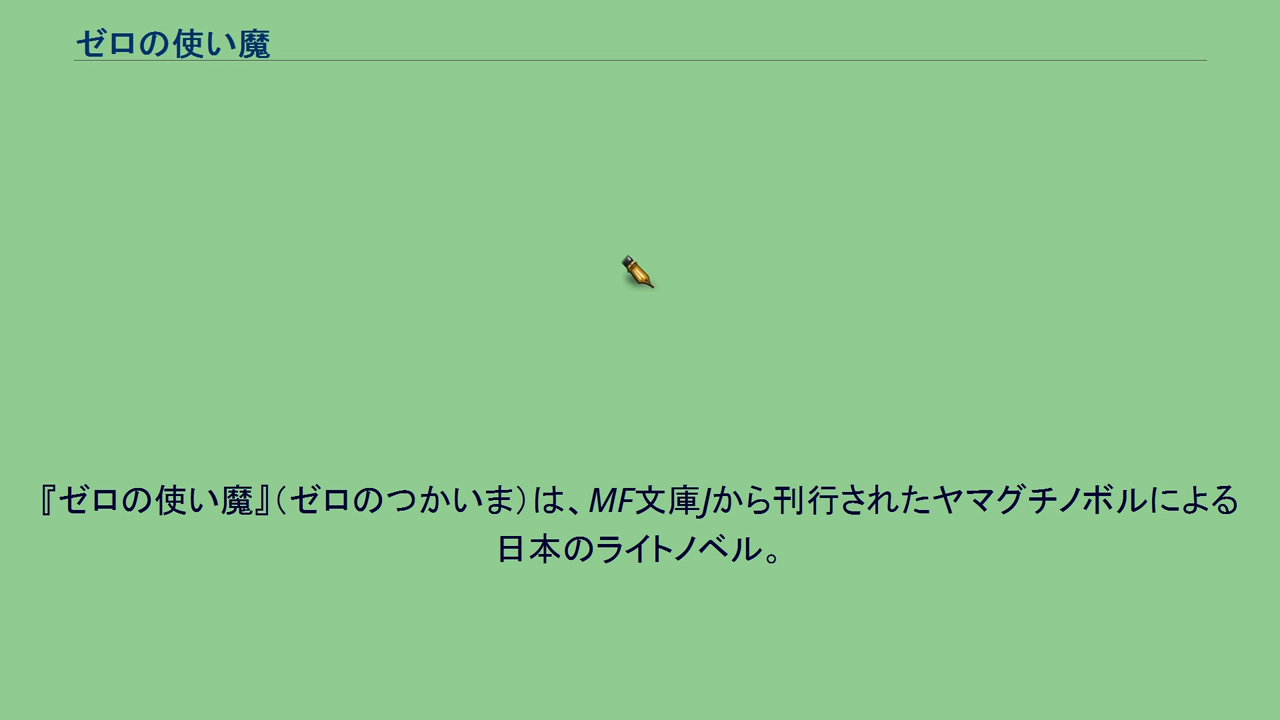 ゼロの使い魔
『ゼロの使い魔』（ゼロのつかいま）は、MF文庫Jから刊行されたヤマグチノボルによる
日本のライトノベル。